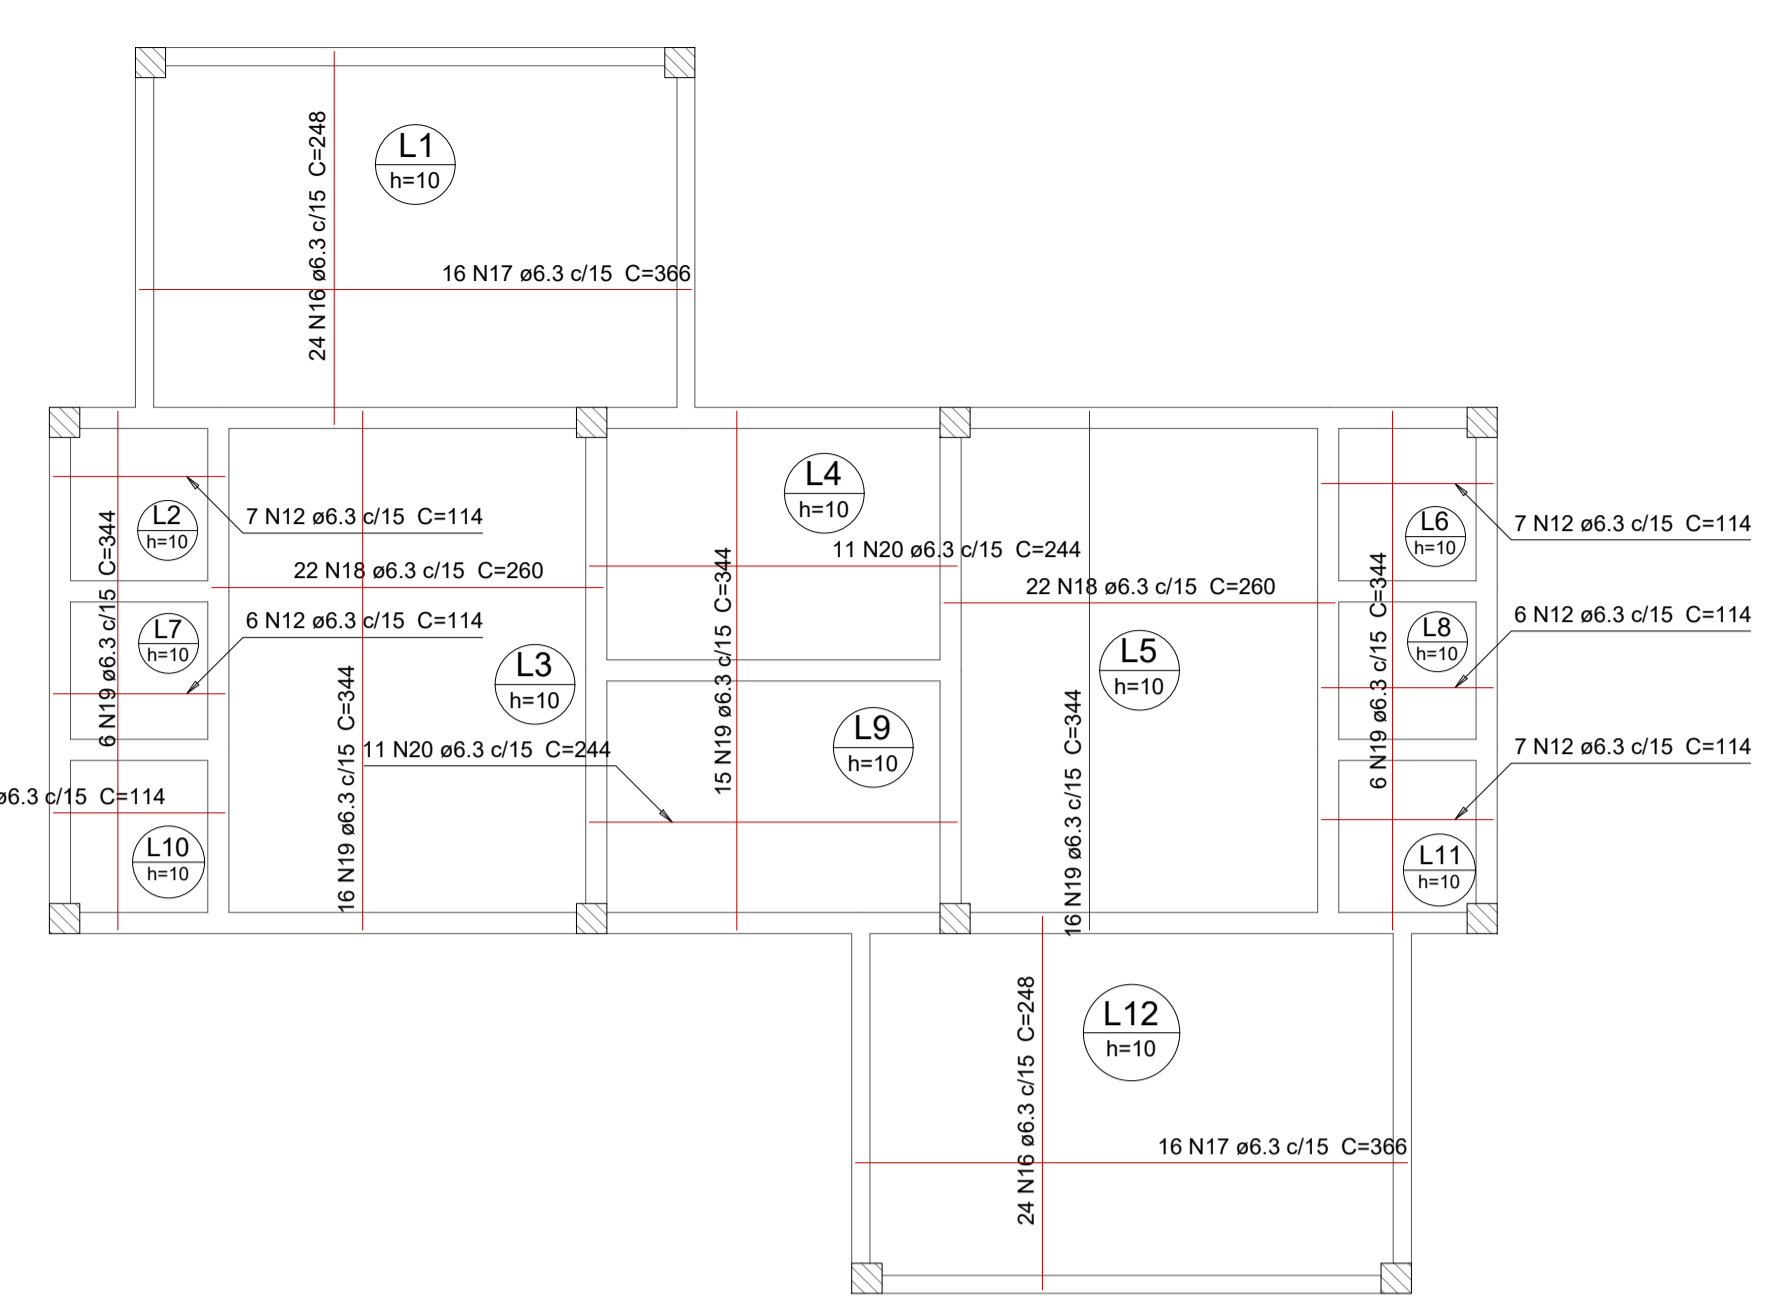 L1
h=10
24 N16 ø6.3 c/15 C=248
16 N17 ø6.3 c/15 C=366
L2
h=10
6 N19 ø6.3 c/15 C=344
7 N12 ø6.3 c/15 C=114
22 N18 ø6.3 c/15 C=260
L7
h=10
6 N12 ø6.3 c/15 C=114
L3
h=10
16 N19 ø6.3 c/15 C=344
L4
h=10
11 N20 ø6.3 c/15 C=244
15 N19 ø6.3 c/15 C=344
L9
h=10
11 N20 ø6.3 c/15 C=244
22 N18 ø6.3 c/15 C=260
L5
h=10
16 N19 ø6.3 c/15 C=344
L6
h=10
7 N12 ø6.3 c/15 C=114
6 N19 ø6.3 c/15 C=344
L8
h=10
6 N12 ø6.3 c/15 C=114
7 N12 ø6.3 c/15 C=114
L11
h=10
ø6.3 c/15 C=114
L10
h=10
L12
h=10
24 N16 ø6.3 c/15 C=248
16 N17 ø6.3 c/15 C=366